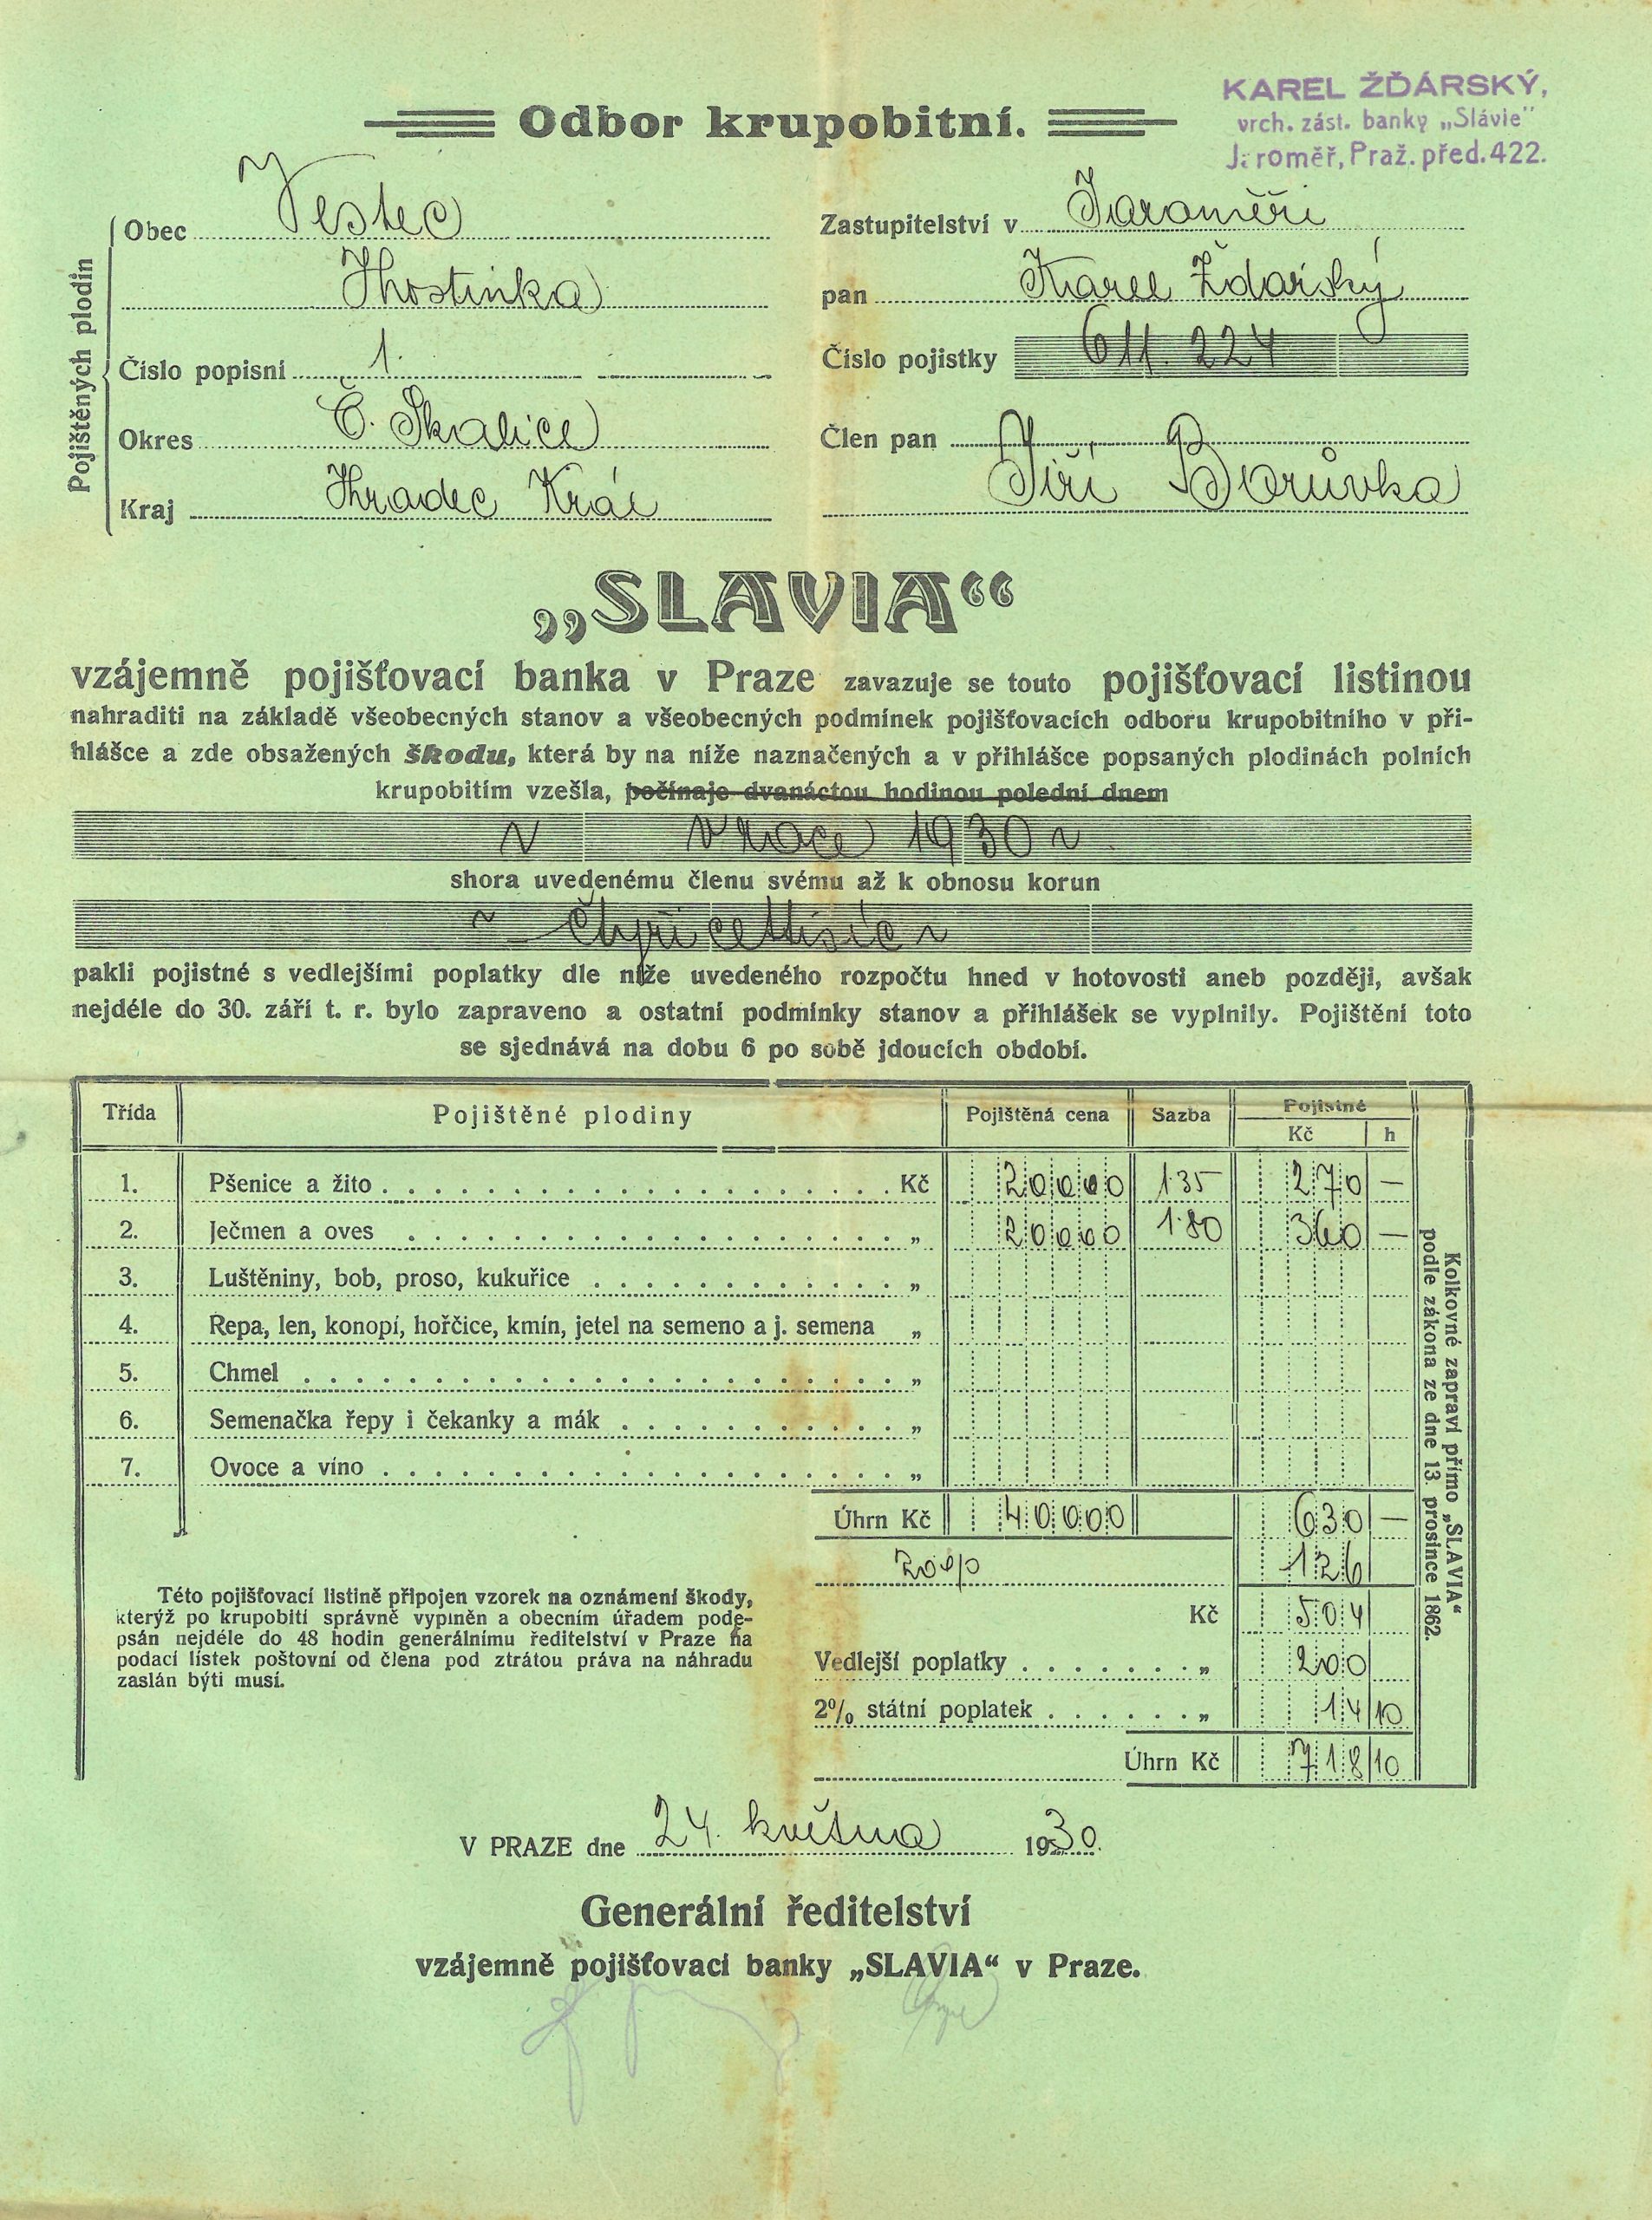 KAREL ŽĎÁRSKÝ,
vrch. zást. banky „Slávie"
Jaroměř, Praž. před. 422.
Odbor krupobitní.
Pojištěných plodin
Obec Vestec
Hostinka
Číslo popisní 1.
Okres Č. Skalice
Kraj Hradec Král
Zastupitelství v Jaroměři
pan Karel Žďárský
Číslo pojistky 611.224
Člen pan
Jiří Borůvka
„SLAVIA“
vzájemně pojišťovací banka v Praze zavazuje se touto pojišťovací listinou
nahraditi na základě všeobecných stanov a všeobecných podmínek pojišťovacích odboru krupobitního v při-
hlášce a zde obsažených škodu, která by na níže naznačených a v přihlášce popsaných plodinách polních
krupobitím vzešla, počínaje dvanáctou hodinou polední dnem
~ v roce 1930 ~
shora uvedenému členu svému až k obnosu korun
~ čtyřicettisíc ~
pakli pojistné s vedlejšími poplatky dle níže uvedeného rozpočtu hned v hotovosti aneb později, avšak
nejdéle do 30. září t. r. bylo zapraveno a ostatní podmínky stanov a přihlášek se vyplnily. Pojištění toto
se sjednává na dobu 6 po sobě jdoucích období.
Třída Pojištěné plodiny Pojištěná cena Sazba Pojistné
Kč h
1. Pšenice a žito . . . . . Kč 20000 1·35 270 —
2. Ječmen a oves . . . . . „ 20000 1·80 360 —
3. Luštěniny, bob, proso, kukuřice . . . . . „
4. Repa, len, konopí, hořčice, kmín, jetel na semeno a j. semena „
5. Chmel . . . . . „
6. Semenačka řepy i čekanky a mák . . . . . „
7. Ovoce a víno . . . . . „
Úhrn Kč 40000 630 —
20% 126
Kč 504
Vedlejší poplatky . . . . . „ 200
2% státní poplatek . . . . . „ 14 10
Úhrn Kč 718 10
Kolkovné zapraví přímo „SLAVIA“
podle zákona ze dne 13. prosince 1862.
Této pojišťovací listině připojen vzorek na oznámení škody,
kterýž po krupobití správně vyplněn a obecním úřadem pode-
psán nejdéle do 48 hodin generálnímu ředitelství v Praze na
podací lístek poštovní od člena pod ztrátou práva na náhradu
zaslán býti musí.
V PRAZE dne 24. května 1930.
Generální ředitelství
vzájemně pojišťovací banky „SLAVIA“ v Praze.